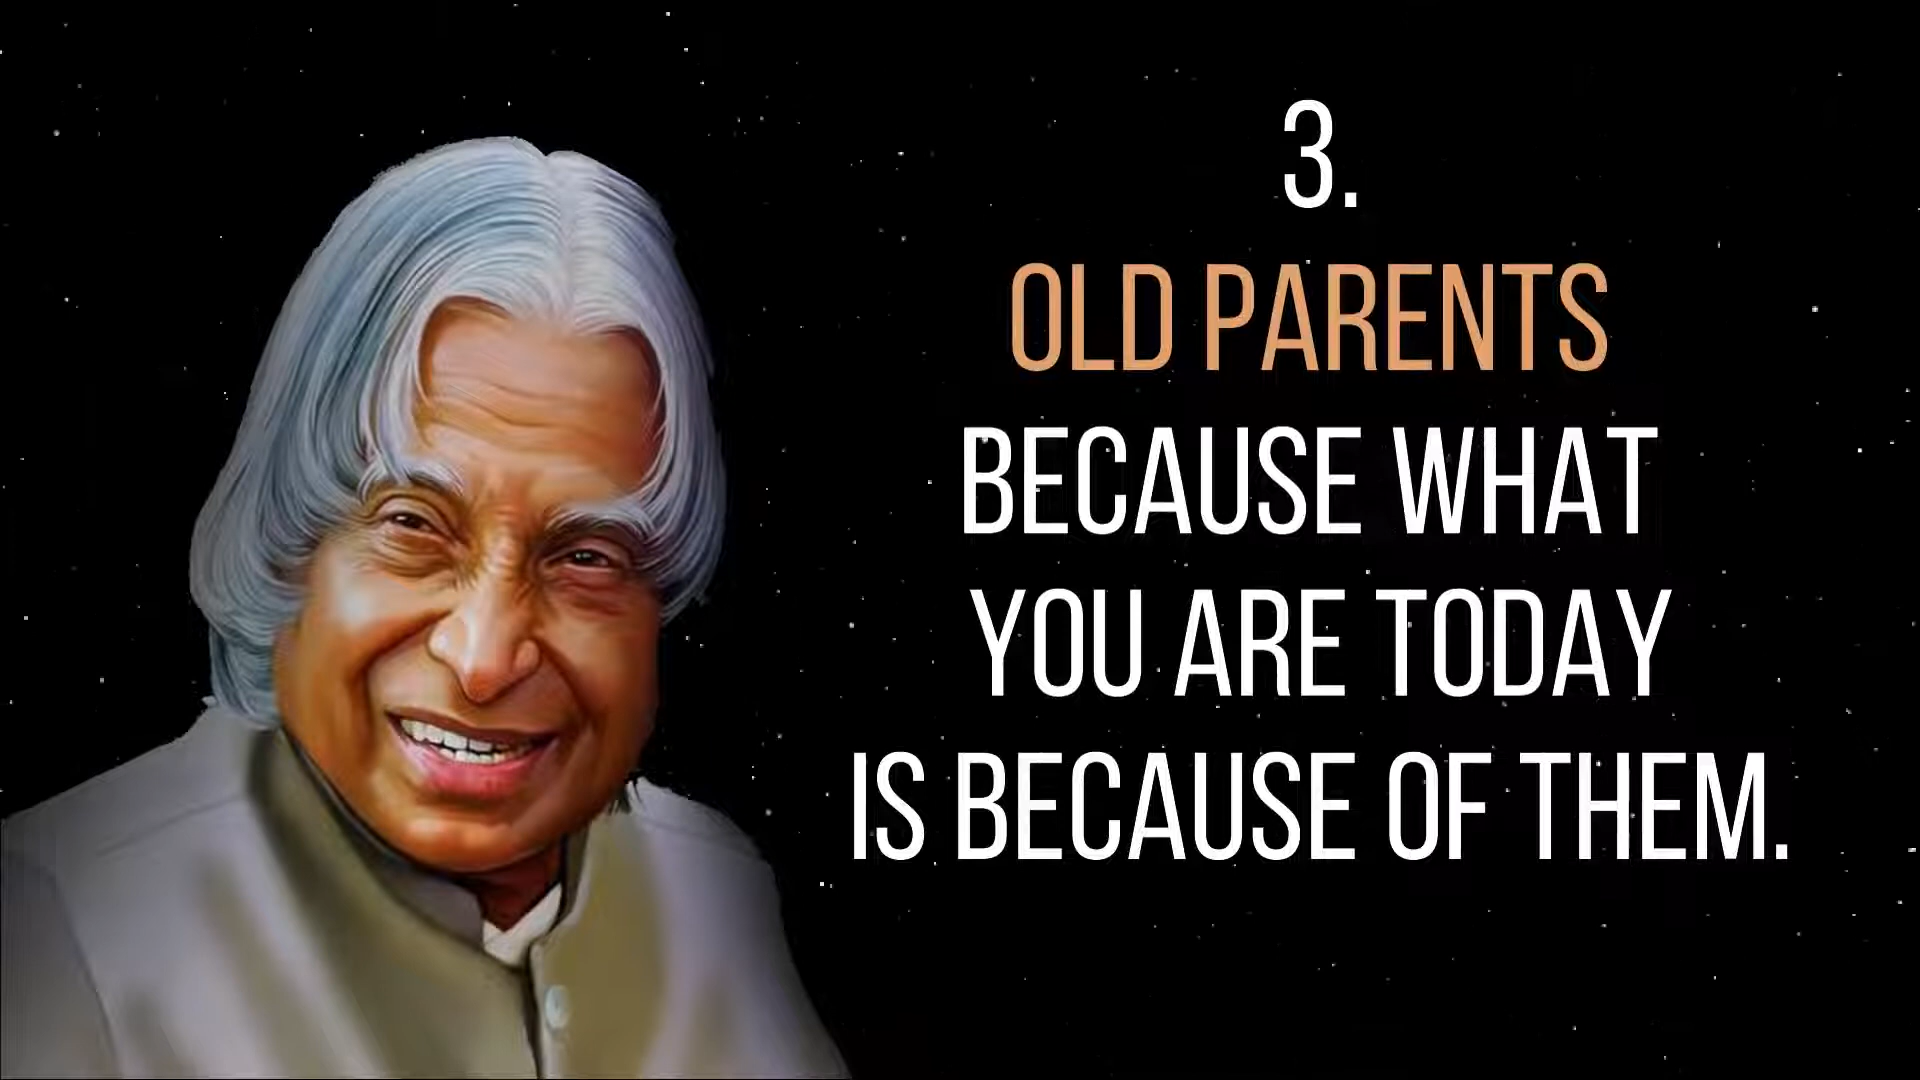 3.
OLD PARENTS
BECAUSE WHAT
YOU ARE TODAY
IS BECAUSE OF THEM.